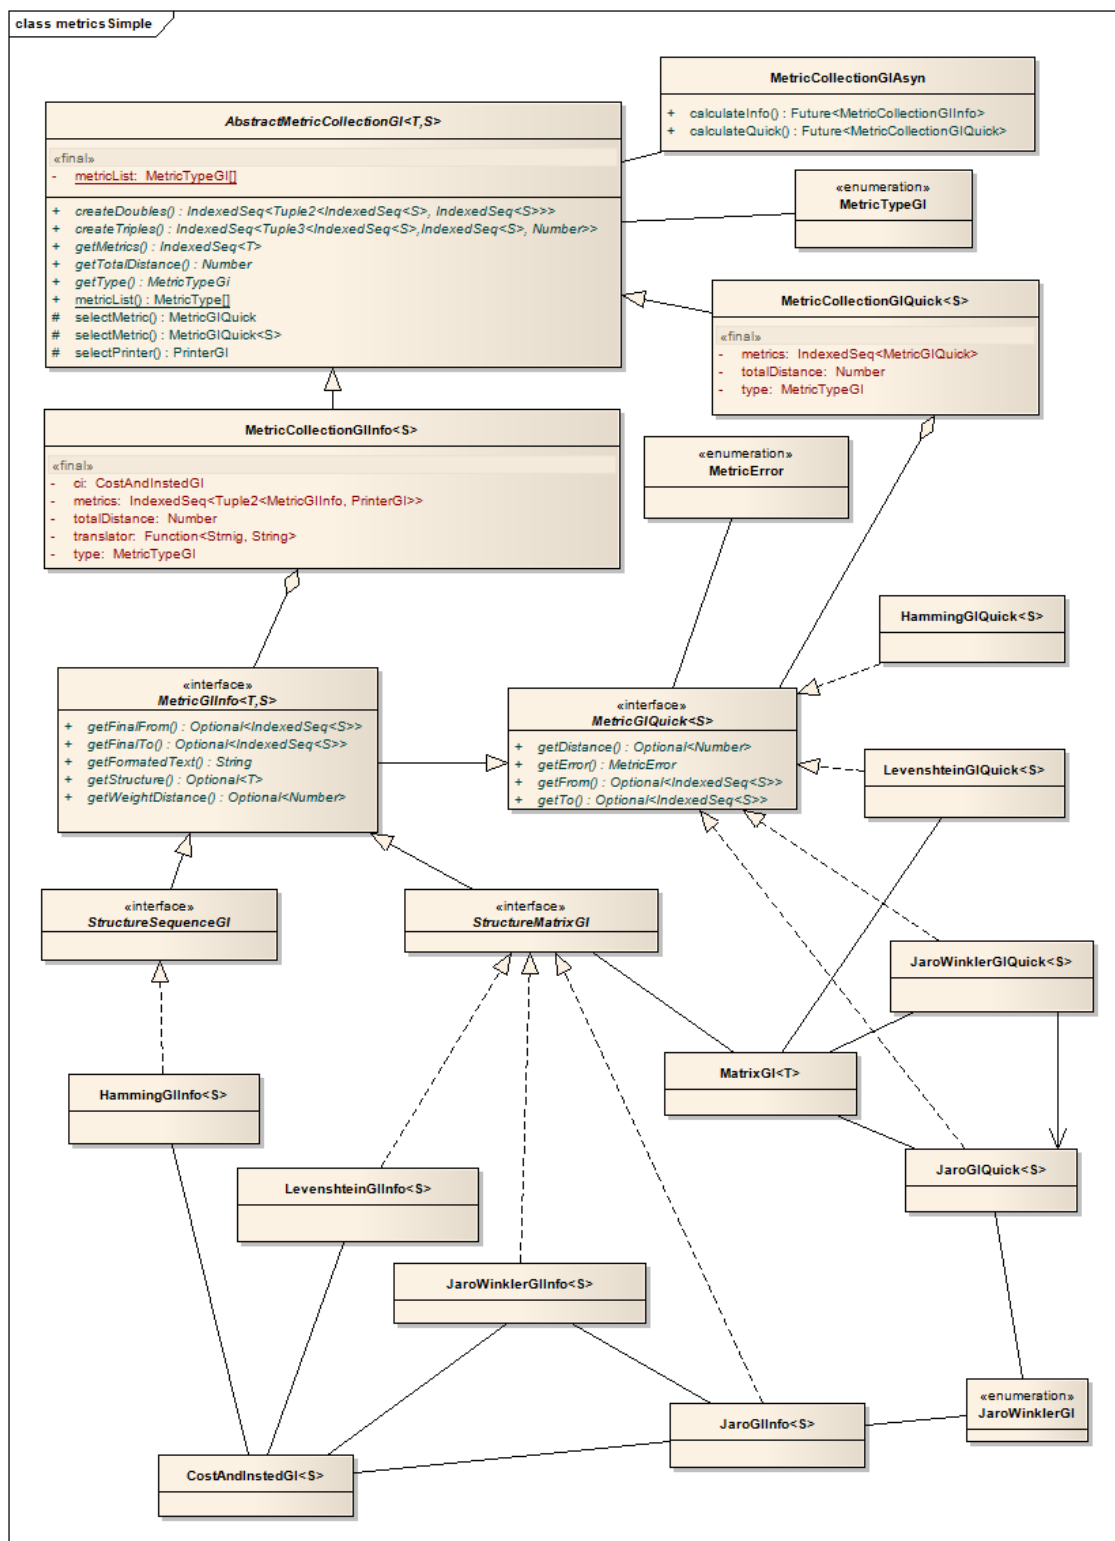 class metricsSimple
MetricCollectionGIAsyn
+ calculateInfo() : Future<MetricCollectionGIInfo>
+ calculateQuick() : Future<MetricCollectionGIQuick>
AbstractMetricCollectionGI<T,S>
«final»
- metricList: MetricTypeGI[]
+ createDoubles() : IndexedSeq<Tuple2<IndexedSeq<S>, IndexedSeq<S>>>
+ createTriples() : IndexedSeq<Tuple3<IndexedSeq<S>,IndexedSeq<S>, Number>>
+ getMetrics() : IndexedSeq<T>
+ getTotalDistance() : Number
+ getType() : MetricTypeGi
+ metricList() : MetricType[]
# selectMetric() : MetricGIQuick
# selectMetric() : MetricGIQuick<S>
# selectPrinter() : PrinterGI
«enumeration»
MetricTypeGI
MetricCollectionGIQuick<S>
«final»
- metrics: IndexedSeq<MetricGIQuick>
- totalDistance: Number
- type: MetricTypeGI
MetricCollectionGIInfo<S>
«final»
- ci: CostAndInstedGI
- metrics: IndexedSeq<Tuple2<MetricGIInfo, PrinterGI>>
- totalDistance: Number
- translator: Function<Strnig, String>
- type: MetricTypeGI
«enumeration»
MetricError
HammingGIQuick<S>
«interface»
MetricGIInfo<T,S>
+ getFinalFrom() : Optional<IndexedSeq<S>>
+ getFinalTo() : Optional<IndexedSeq<S>>
+ getFormatedText() : String
+ getStructure() : Optional<T>
+ getWeightDistance() : Optional<Number>
«interface»
MetricGIQuick<S>
+ getDistance() : Optional<Number>
+ getError() : MetricError
+ getFrom() : Optional<IndexedSeq<S>>
+ getTo() : Optional<IndexedSeq<S>>
LevenshteinGIQuick<S>
«interface»
StructureSequenceGI
«interface»
StructureMatrixGI
JaroWinklerGIQuick<S>
MatrixGI<T>
HammingGIInfo<S>
JaroGIQuick<S>
LevenshteinGIInfo<S>
JaroWinklerGIInfo<S>
«enumeration»
JaroWinklerGI
JaroGIInfo<S>
CostAndInstedGI<S>